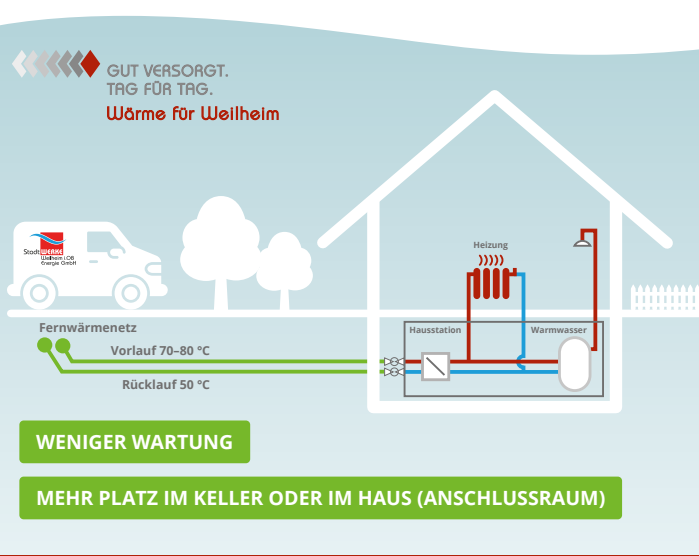 GUT VERSORGT.
TAG FÜR TAG.
Wärme für Weilheim
Stadt WERKE
Weilheim i.OB
Energie GmbH
Heizung
Fernwärmenetz
Hausstation
Warmwasser
Vorlauf 70–80 °C
Rücklauf 50 °C
WENIGER WARTUNG
MEHR PLATZ IM KELLER ODER IM HAUS (ANSCHLUSSRAUM)